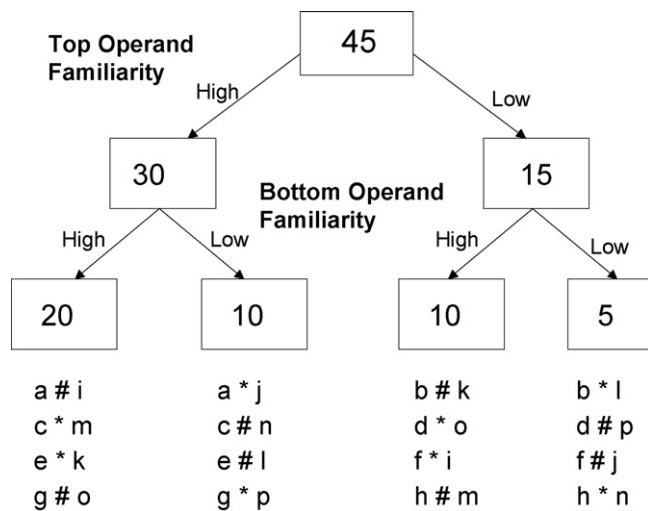 Top Operand
Familiarity
45
High
Low
30
15
Bottom Operand
Familiarity
High
Low
High
Low
20
10
10
5
a # i
a * j
b # k
b * l
c * m
c # n
d * o
d # p
e * k
e # l
f * i
f # j
g # o
g * p
h # m
h * n